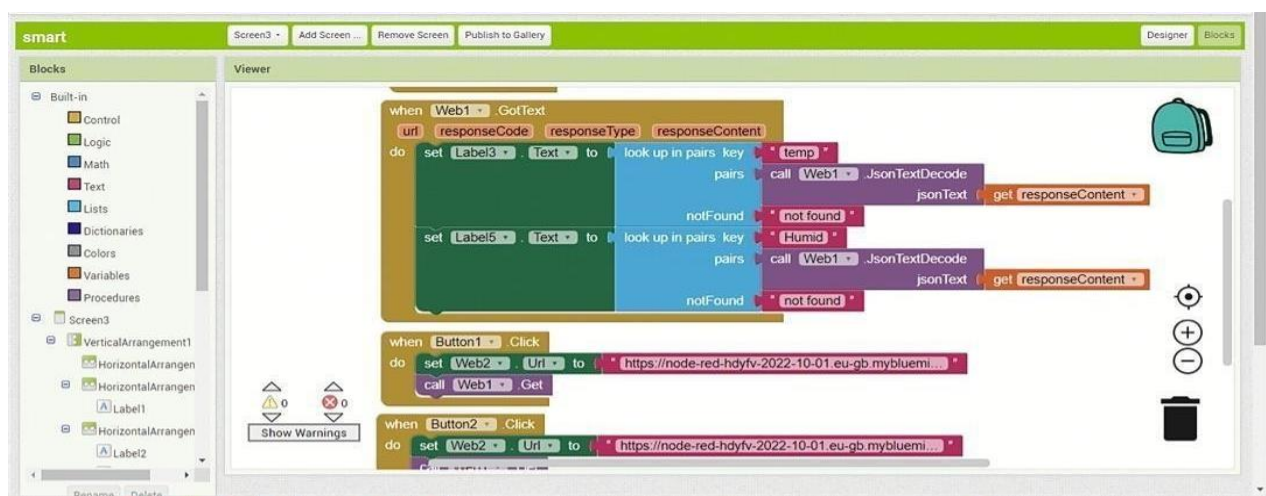 smart Screen3 Add Screen ... Remove Screen Publish to Gallery Designer Blocks
Blocks
Viewer
Built-in
Control
Logic
Math
Text
Lists
Dictionaries
Colors
Variables
Procedures
Screen3
VerticalArrangement1
HorizontalArrangen
HorizontalArrangen
Label1
HorizontalArrangen
Label2
Rename Delete
when Web1 .GotText
url responseCode responseType responseContent
do set Label3 . Text to look up in pairs key " temp "
pairs call Web1 .JsonTextDecode
jsonText get responseContent
notFound " not found "
set Label5 . Text to look up in pairs key " Humid "
pairs call Web1 .JsonTextDecode
jsonText get responseContent
notFound " not found "
when Button1 .Click
do set Web2 . Url to " https://node-red-hdyfv-2022-10-01.eu-gb.mybluemi... "
call Web1 .Get
when Button2 .Click
do set Web2 . Url to " https://node-red-hdyfv-2022-10-01.eu-gb.mybluemi... "
0 0
Show Warnings